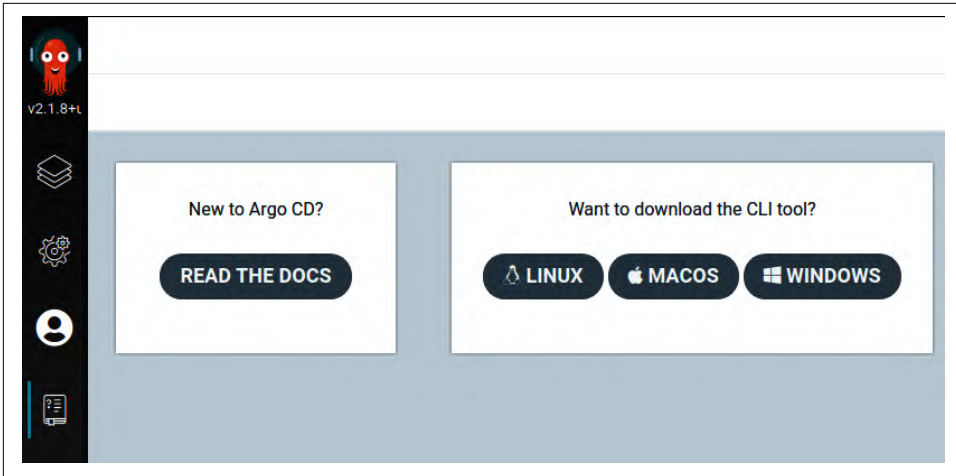 v2.1.8+u
New to Argo CD?
READ THE DOCS
Want to download the CLI tool?
LINUX MACOS WINDOWS